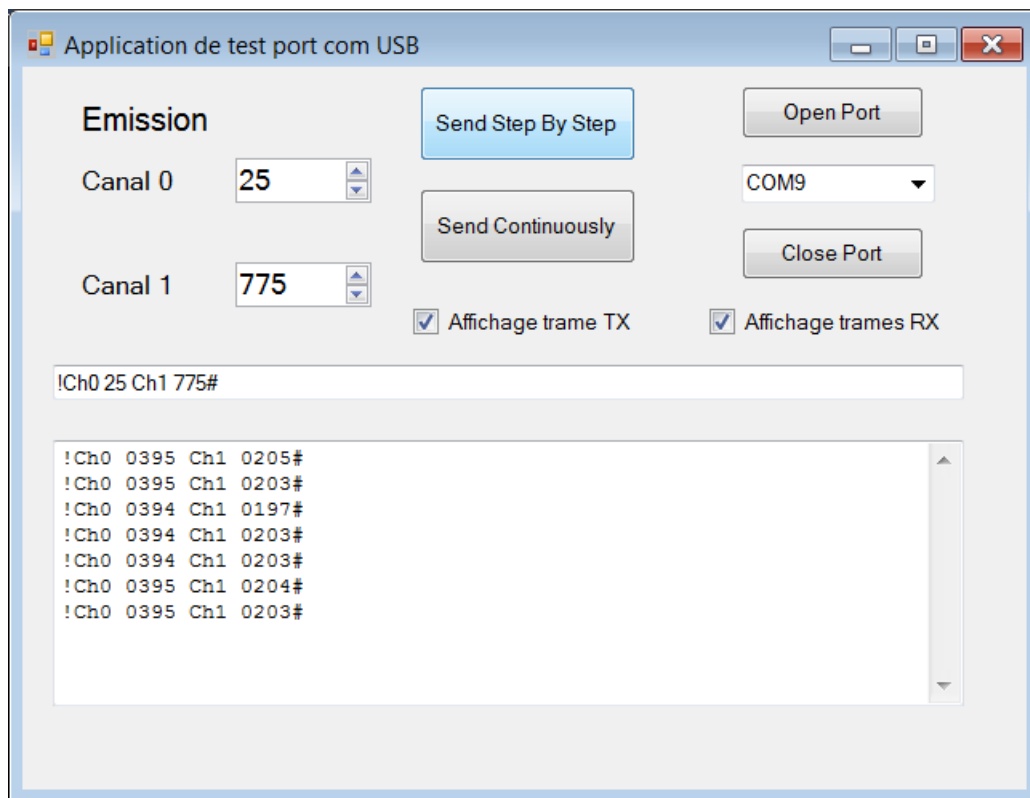 Application de test port com USB
Emission
Send Step By Step
Open Port
Canal 0
25
COM9
Send Continuously
Close Port
Canal 1
775
Affichage trame TX
Affichage trames RX
!Ch0 25 Ch1 775#
!Ch0 0395 Ch1 0205#
!Ch0 0395 Ch1 0203#
!Ch0 0394 Ch1 0197#
!Ch0 0394 Ch1 0203#
!Ch0 0394 Ch1 0203#
!Ch0 0395 Ch1 0204#
!Ch0 0395 Ch1 0203#